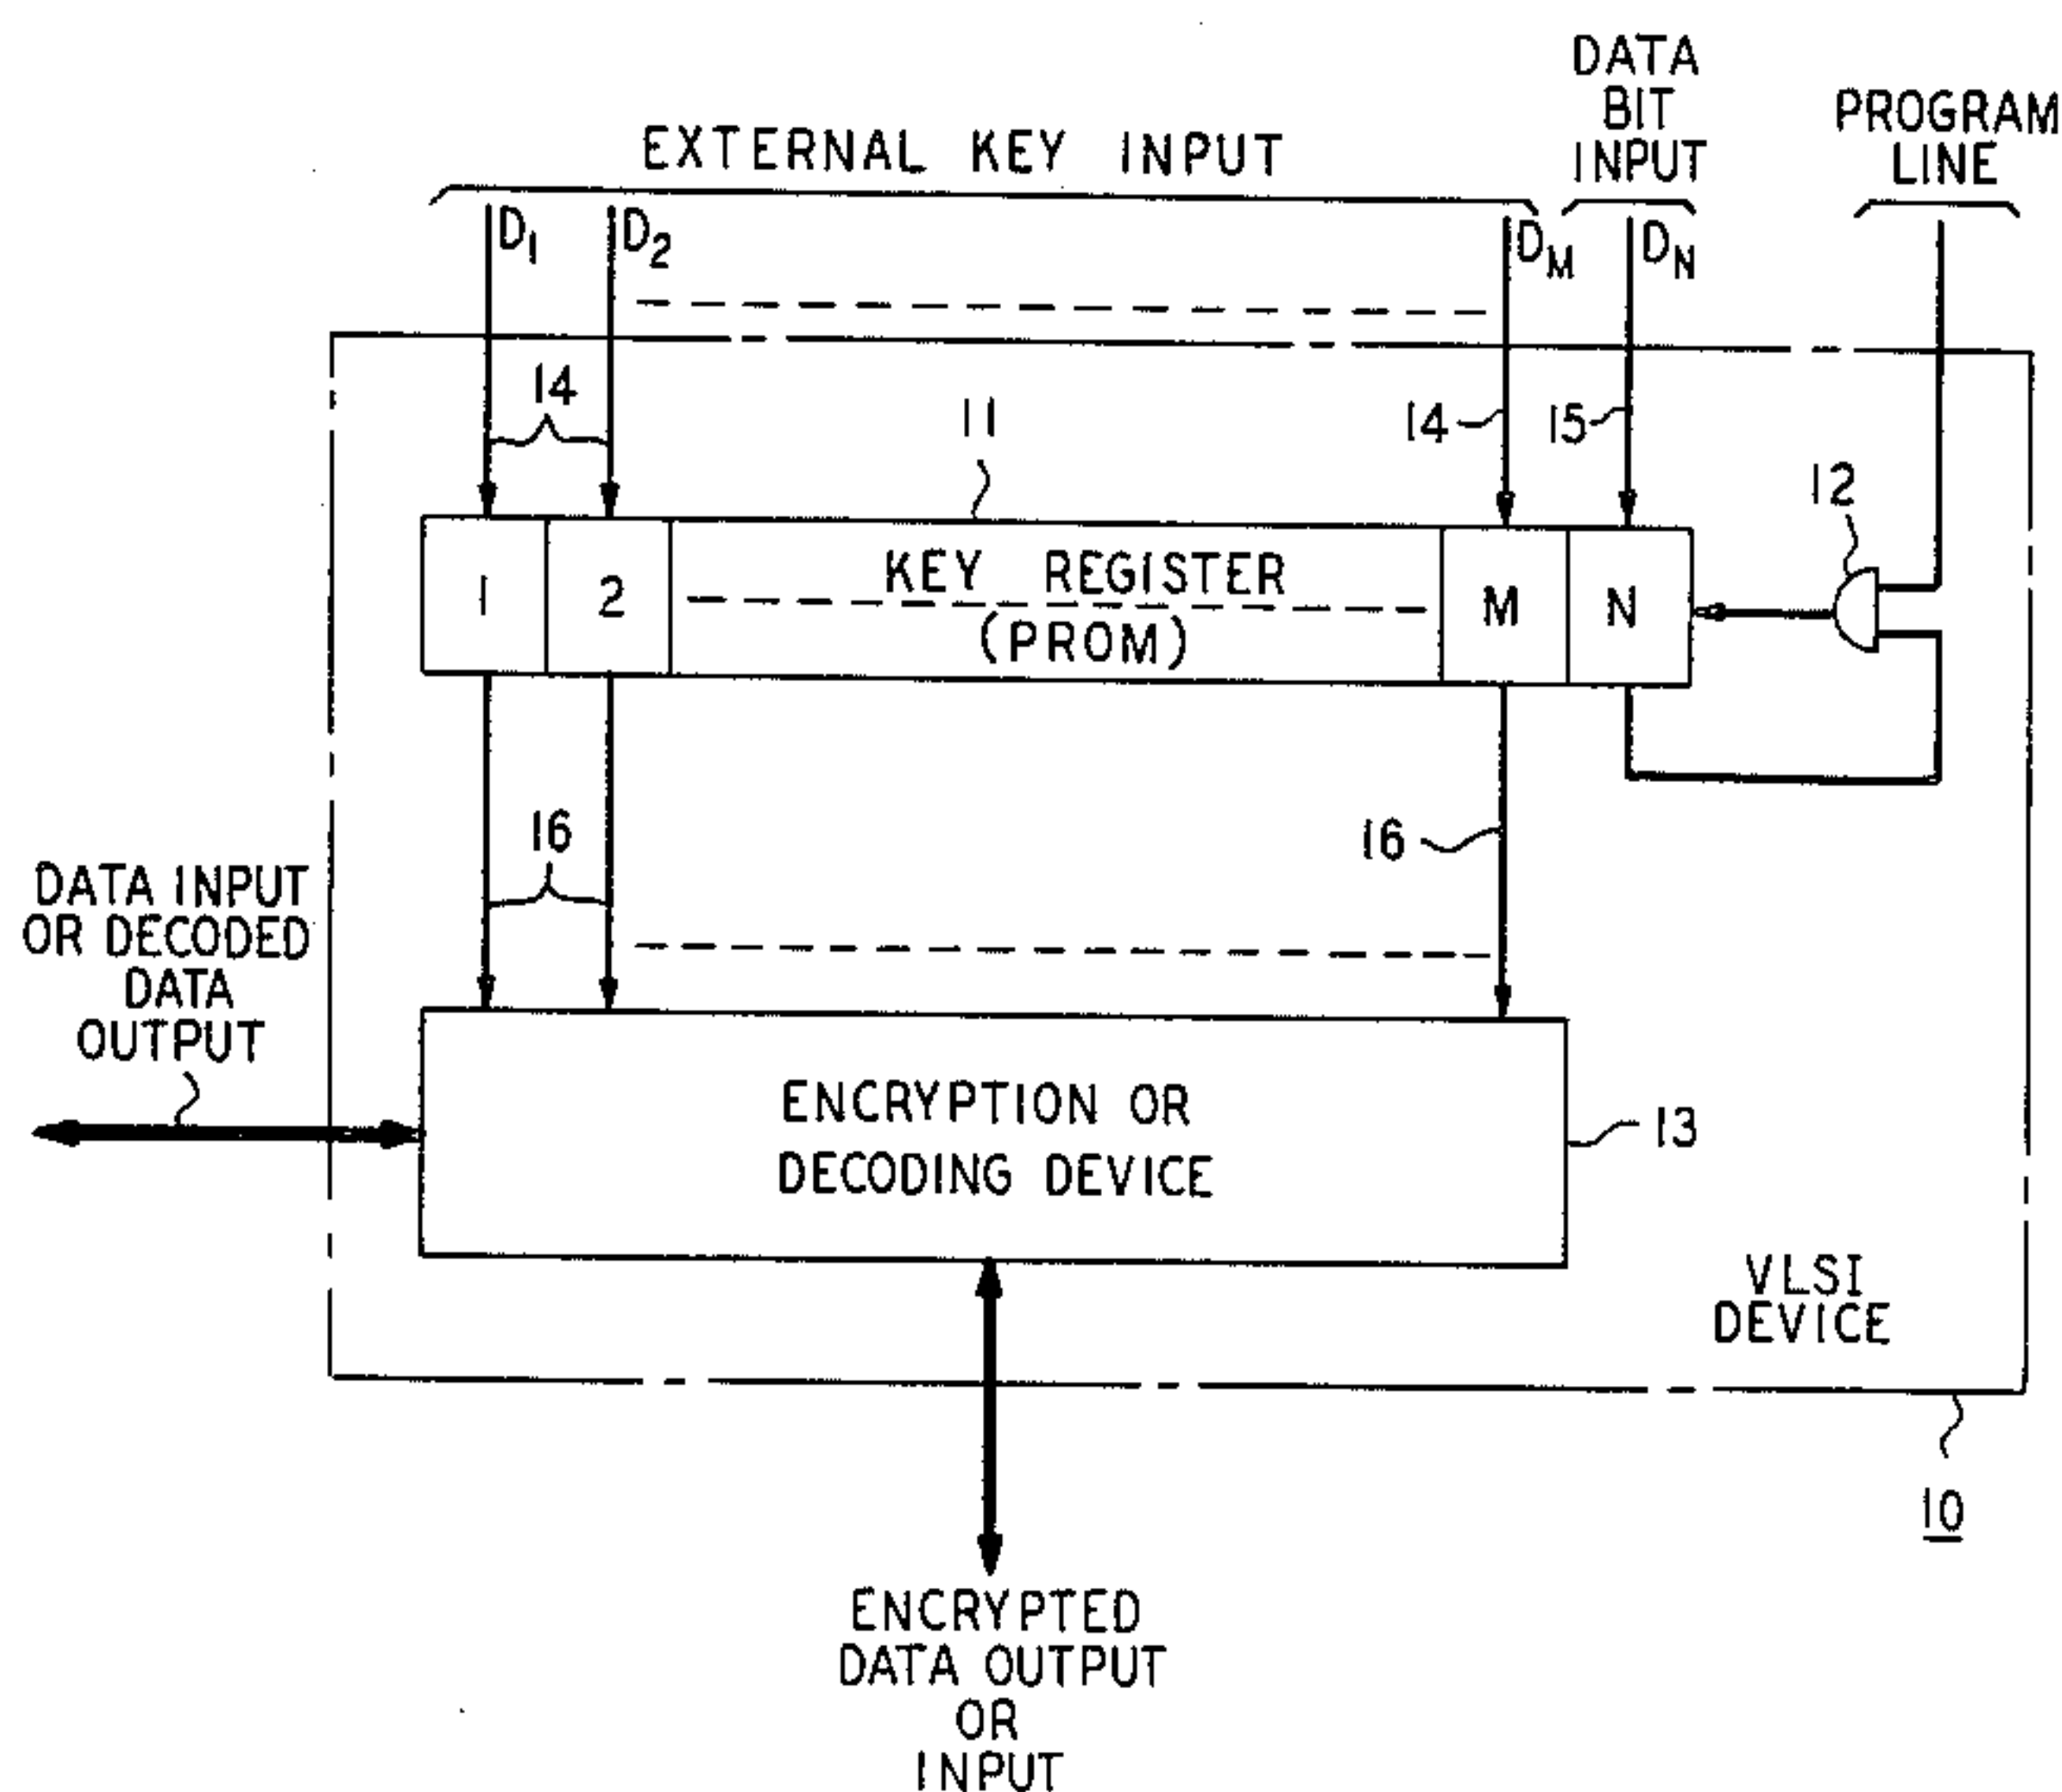 DATA
BIT
INPUT
PROGRAM
LINE
EXTERNAL KEY INPUT
D1
D2
DM
DN
14
11
14
15
12
1
2
KEY REGISTER
(PROM)
M
N
16
16
DATA INPUT
OR DECODED
DATA
OUTPUT
ENCRYPTION OR
DECODING DEVICE
13
VLSI
DEVICE
10
ENCRYPTED
DATA OUTPUT
OR
INPUT